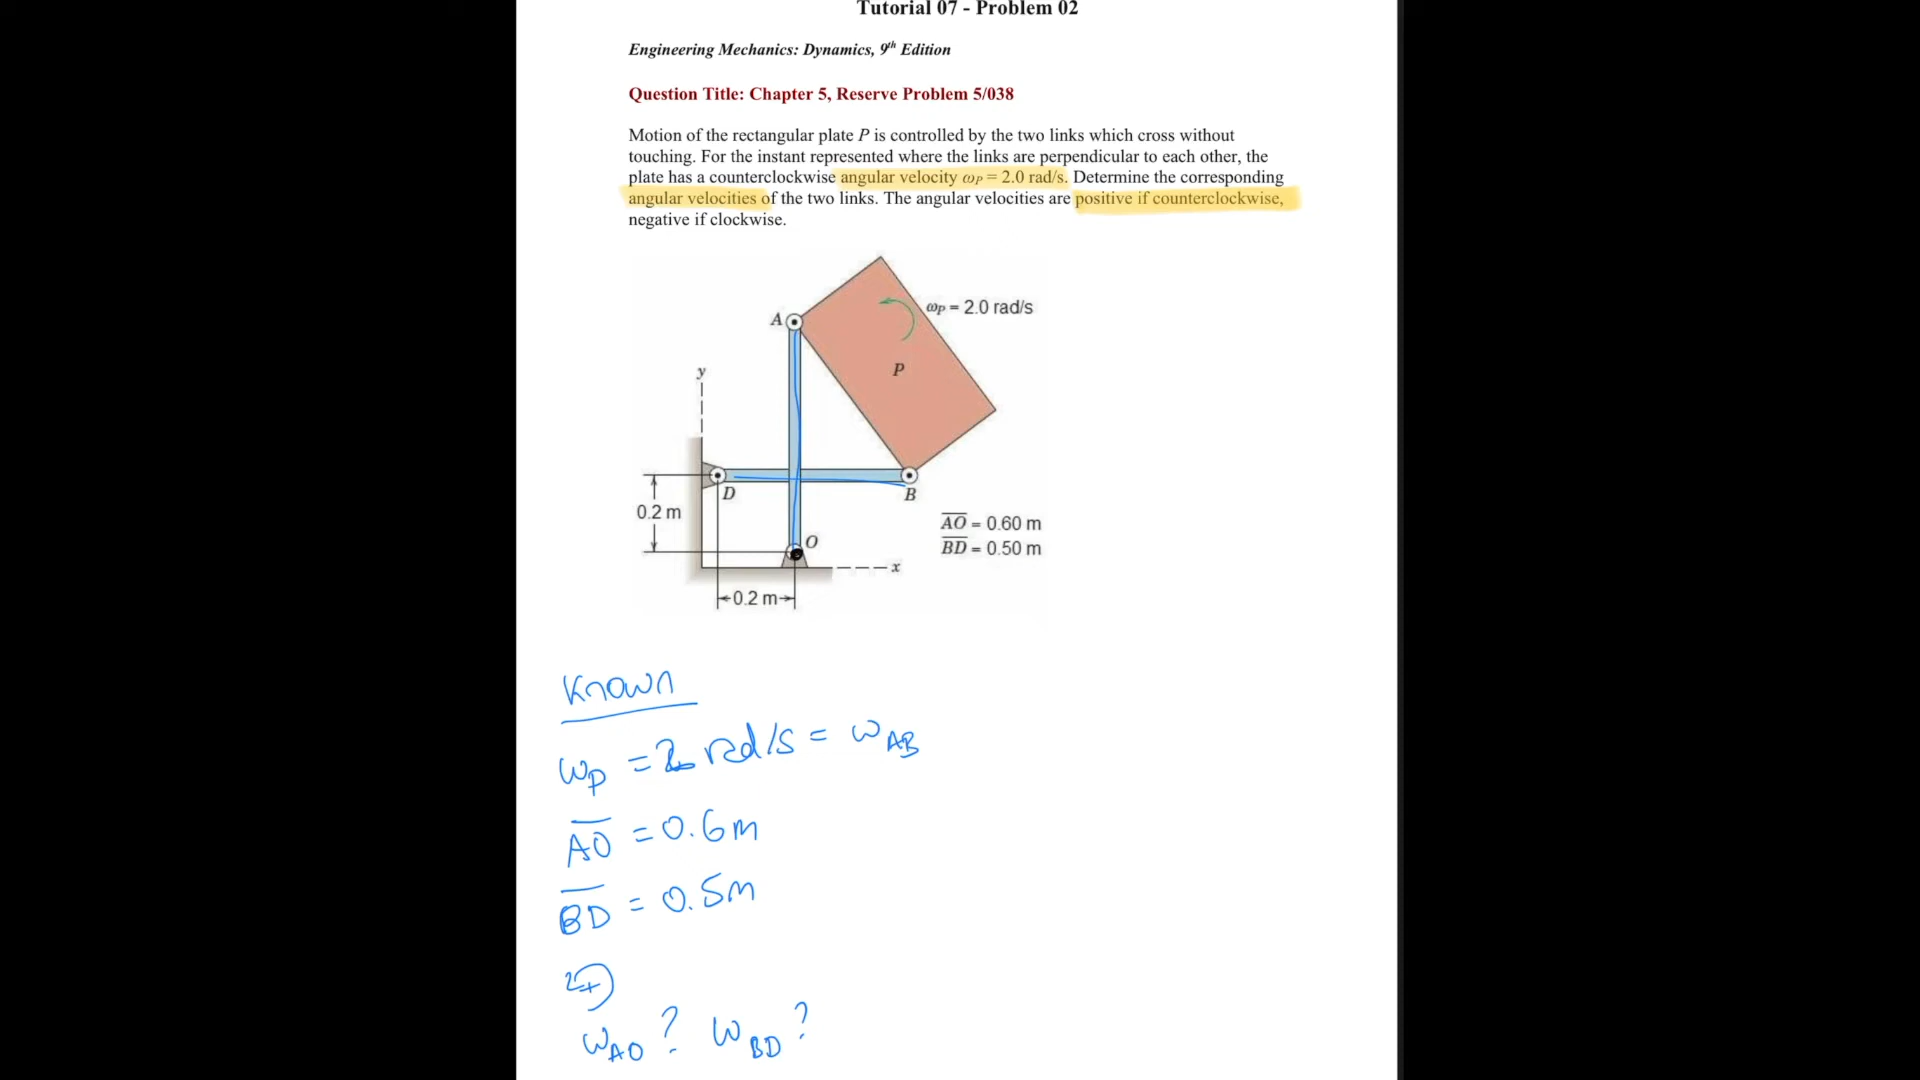 Tutorial 07 - Problem 02
Engineering Mechanics: Dynamics, 9th Edition
Question Title: Chapter 5, Reserve Problem 5/038
Motion of the rectangular plate P is controlled by the two links which cross without
touching. For the instant represented where the links are perpendicular to each other, the
plate has a counterclockwise angular velocity ωP = 2.0 rad/s. Determine the corresponding
angular velocities of the two links. The angular velocities are positive if counterclockwise,
negative if clockwise.
ωP = 2.0 rad/s
A
P
y
D
B
0.2 m
O
AO = 0.60 m
BD = 0.50 m
x
0.2 m
Known
ωp = 2 rad/s = ωAB
AO = 0.6m
BD = 0.5m
+
ωAO ? ωBD ?